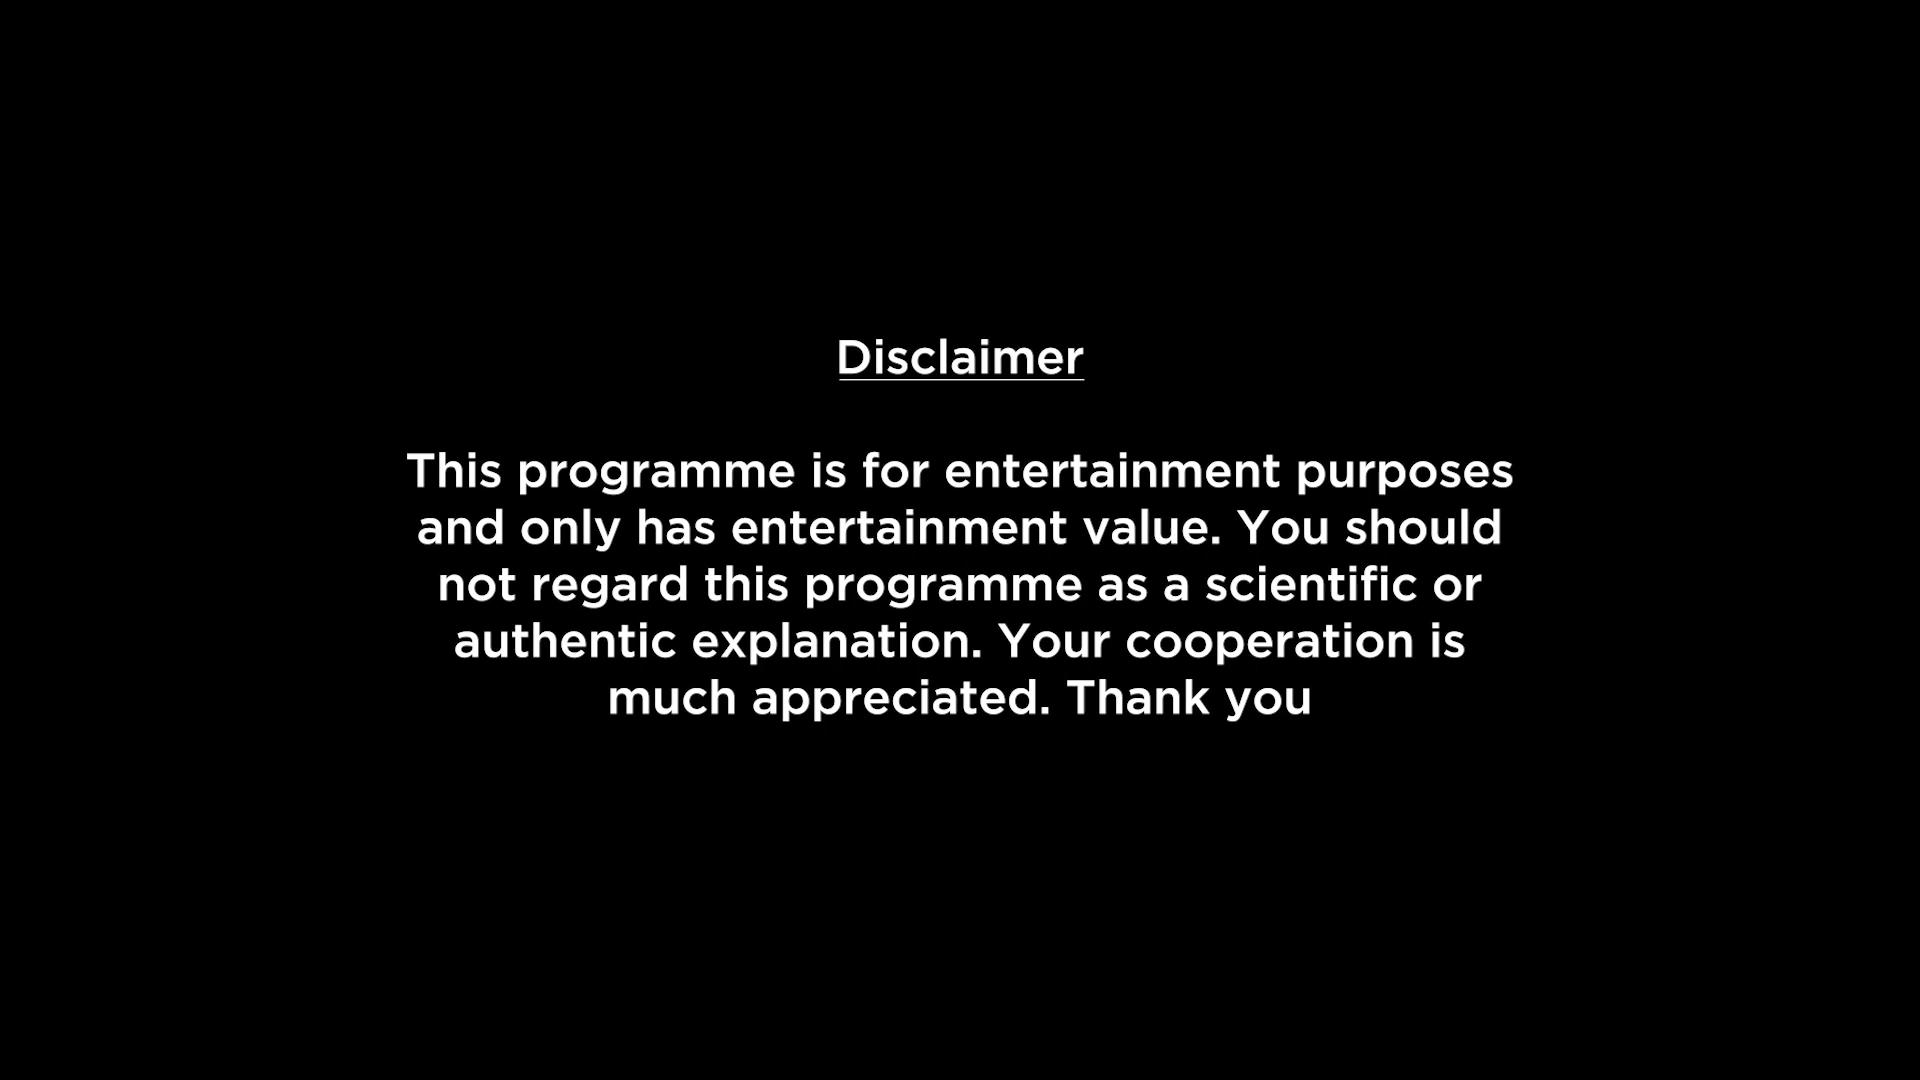 Disclaimer
This programme is for entertainment purposes
and only has entertainment value. You should
not regard this programme as a scientific or
authentic explanation. Your cooperation is
much appreciated. Thank you